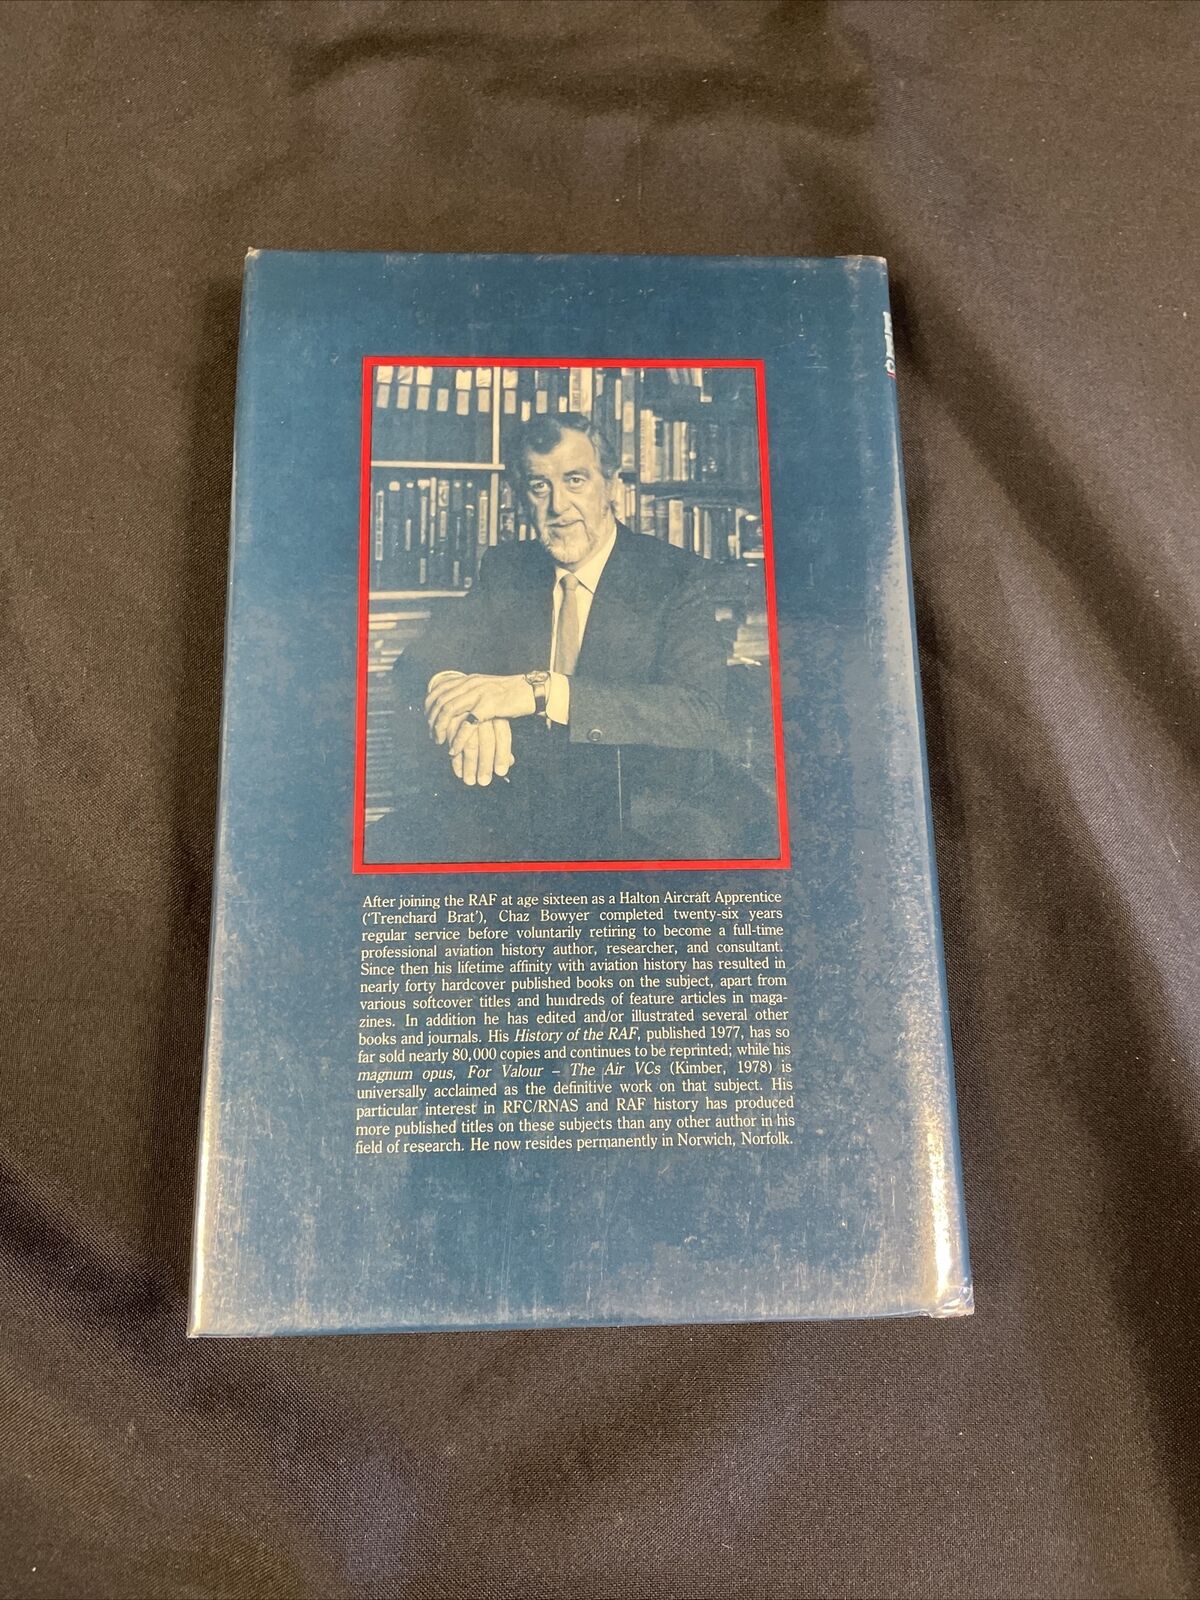 After joining the RAF at age sixteen as a Halton Aircraft Apprentice
('Trenchard Brat'), Chaz Bowyer completed twenty-six years
regular service before voluntarily retiring to become a full-time
professional aviation history author, researcher, and consultant.
Since then his lifetime affinity with aviation history has resulted in
nearly forty hardcover published books on the subject, apart from
various softcover titles and hundreds of feature articles in maga-
zines. In addition he has edited and/or illustrated several other
books and journals. His History of the RAF, published 1977, has so
far sold nearly 80,000 copies and continues to be reprinted; while his
magnum opus, For Valour – The Air VCs (Kimber, 1978) is
universally acclaimed as the definitive work on that subject. His
particular interest in RFC/RNAS and RAF history has produced
more published titles on these subjects than any other author in his
field of research. He now resides permanently in Norwich, Norfolk.